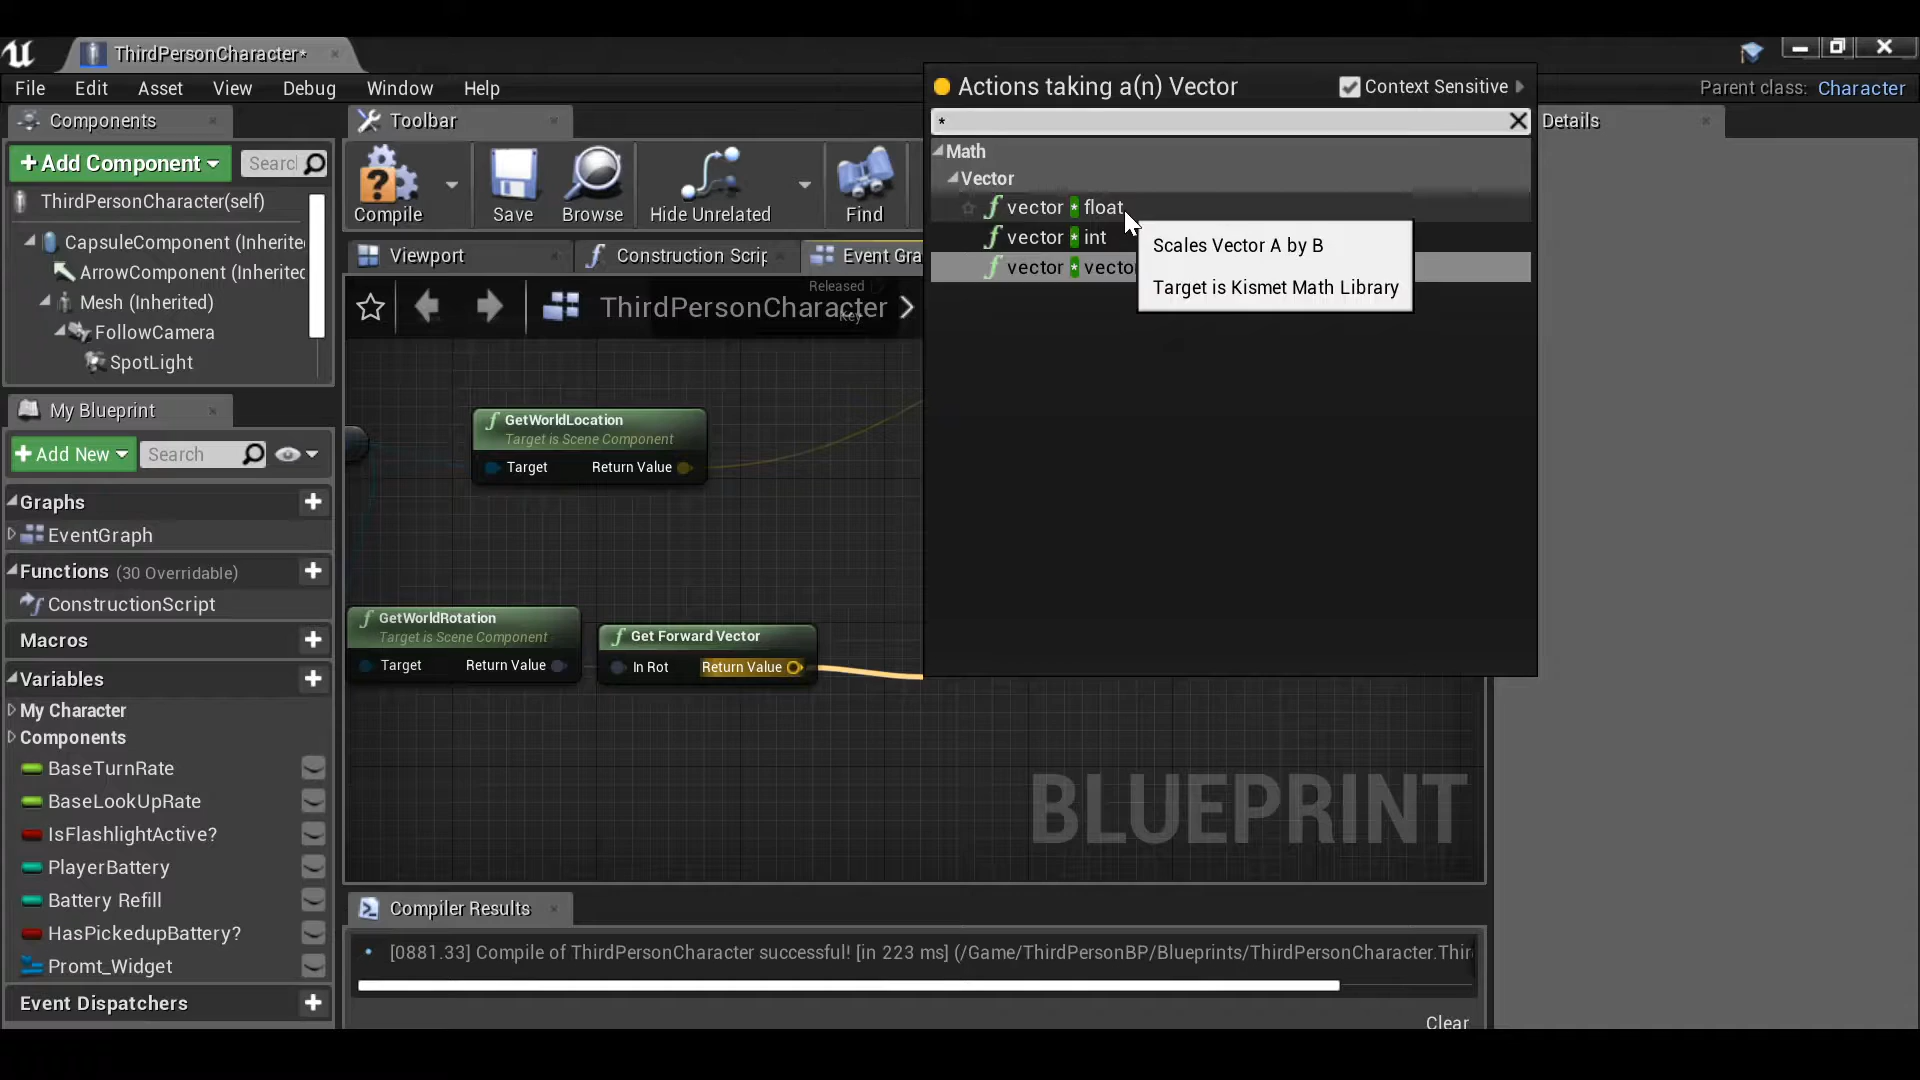 ThirdPersonCharacter*
File Edit Asset View Debug Window Help
Parent class: Character
Components
Toolbar
Details
Add Component
Search
ThirdPersonCharacter(self)
CapsuleComponent (Inherited
ArrowComponent (Inherited
Mesh (Inherited)
FollowCamera
SpotLight
Compile Save Browse Hide Unrelated Find
Viewport
Construction Scrip
Event Gra
Released
Key
ThirdPersonCharacter
Actions taking a(n) Vector
Context Sensitive
*
Math
Vector
vector * float
vector * int
vector * vecto
Scales Vector A by B
Target is Kismet Math Library
My Blueprint
Add New
Search
Graphs
EventGraph
Functions (30 Overridable)
ConstructionScript
Macros
Variables
My Character
Components
BaseTurnRate
BaseLookUpRate
IsFlashlightActive?
PlayerBattery
Battery Refill
HasPickedupBattery?
Promt_Widget
Event Dispatchers
GetWorldLocation
Target is Scene Component
Target Return Value
GetWorldRotation
Target is Scene Component
Target Return Value
Get Forward Vector
In Rot Return Value
BLUEPRINT
Compiler Results
[0881.33] Compile of ThirdPersonCharacter successful! [in 223 ms] (/Game/ThirdPersonBP/Blueprints/ThirdPersonCharacter.Thir
Clear